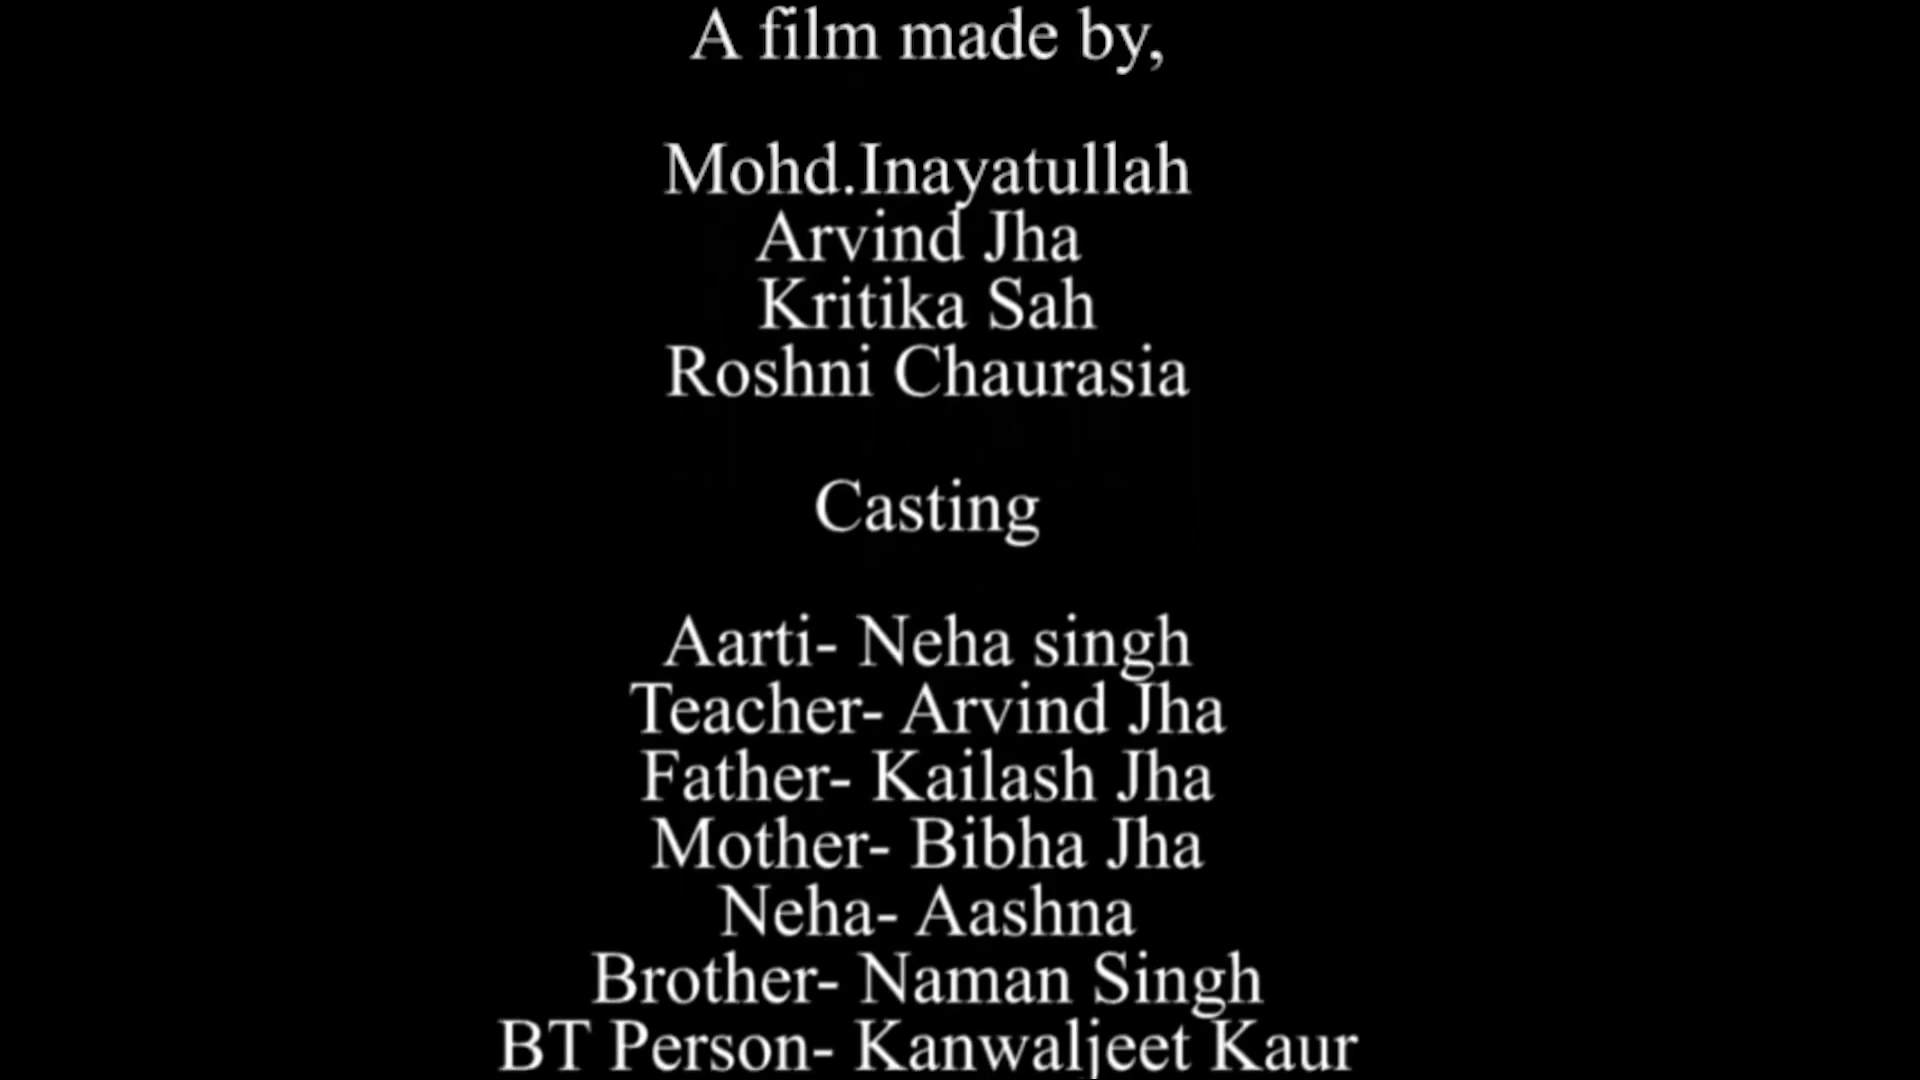 A film made by,
Mohd.Inayatullah
Arvind Jha
Kritika Sah
Roshni Chaurasia
Casting
Aarti- Neha singh
Teacher- Arvind Jha
Father- Kailash Jha
Mother- Bibha Jha
Neha- Aashna
Brother- Naman Singh
BT Person- Kanwaljeet Kaur